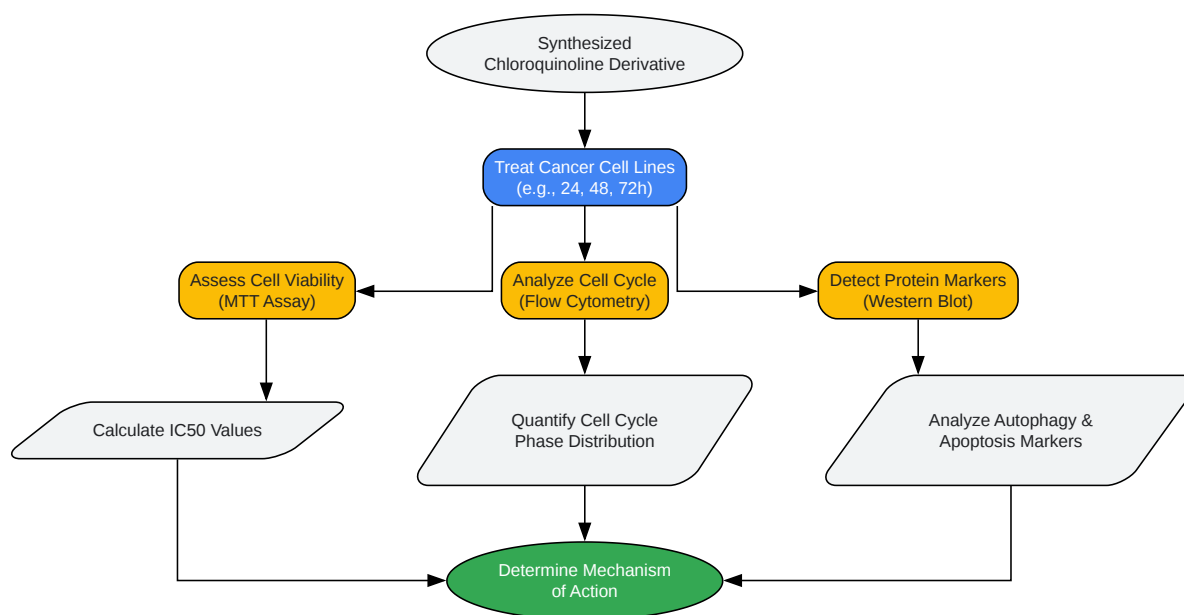 Synthesized
Chloroquinoline Derivative
Treat Cancer Cell Lines
(e.g., 24, 48, 72h)
Assess Cell Viability
(MTT Assay)
Analyze Cell Cycle
(Flow Cytometry)
Detect Protein Markers
(Western Blot)
Calculate IC50 Values
Quantify Cell Cycle
Phase Distribution
Analyze Autophagy &
Apoptosis Markers
Determine Mechanism
of Action